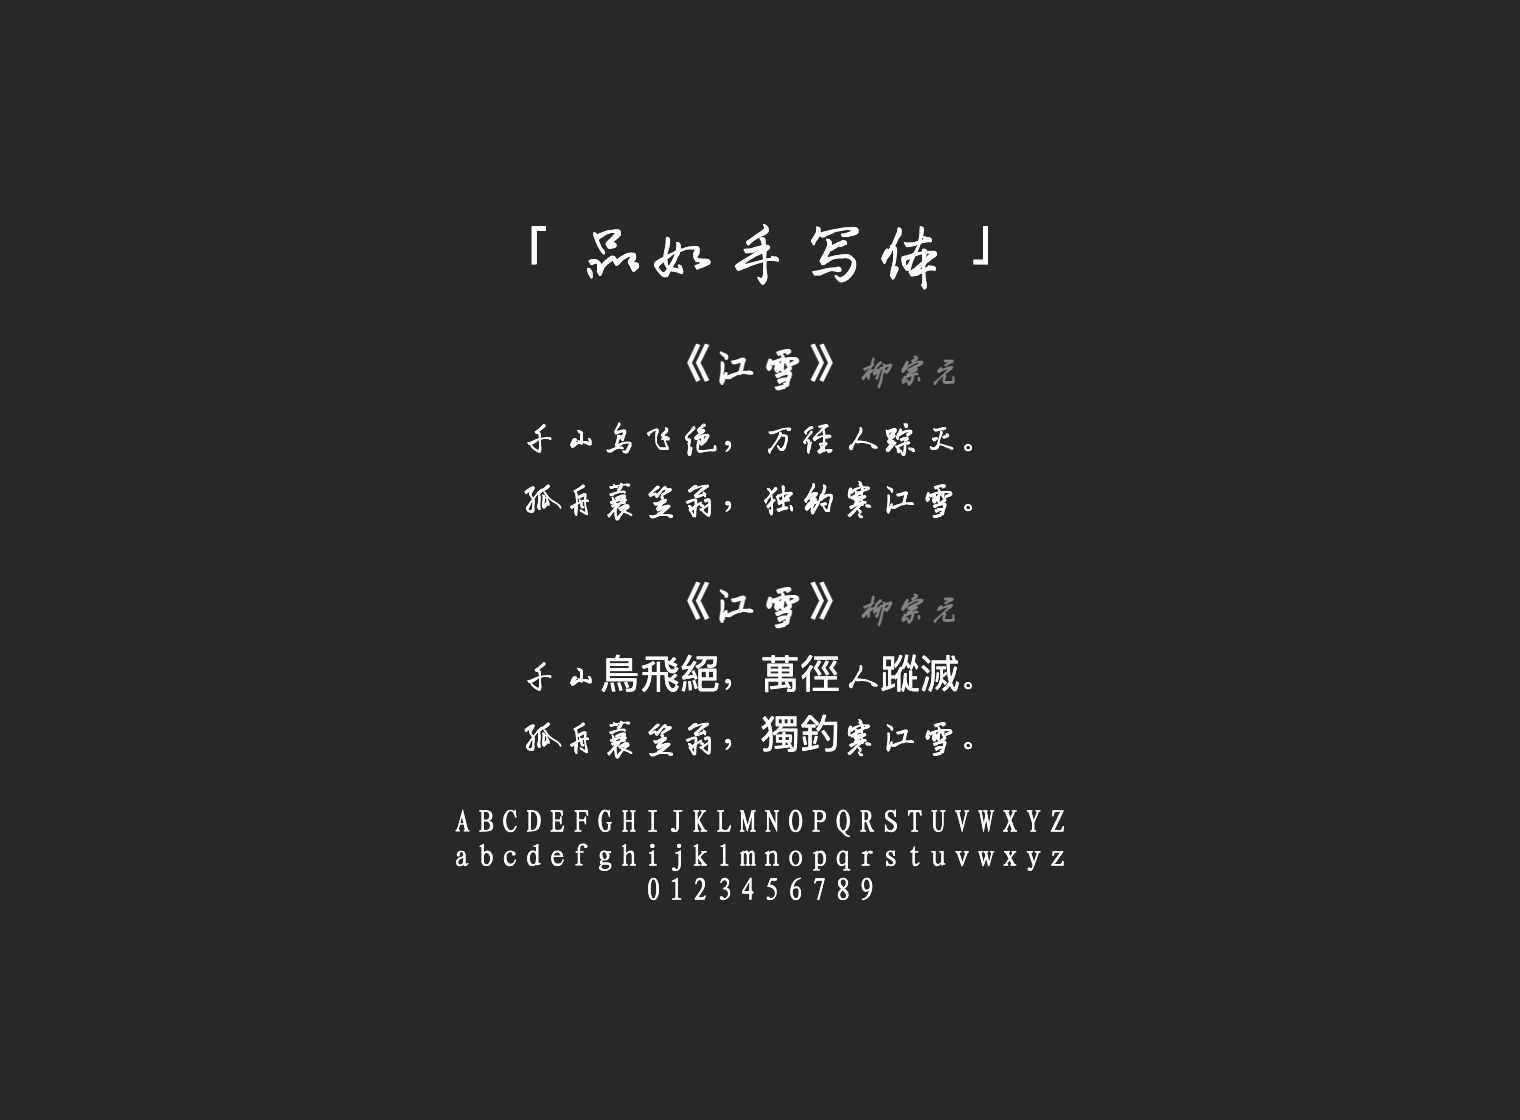 「品如手写体」
《江雪》 柳宗元
千山鸟飞绝，万径人踪灭。
孤舟蓑笠翁，独钓寒江雪。
《江雪》 柳宗元
千山鳥飛絕，萬徑人蹤滅。
孤舟蓑笠翁，獨釣寒江雪。
ABCDEFGHIJKLMNOPQRSTUVWXYZ
abcdefghijklmnopqrstuvwxyz
0123456789